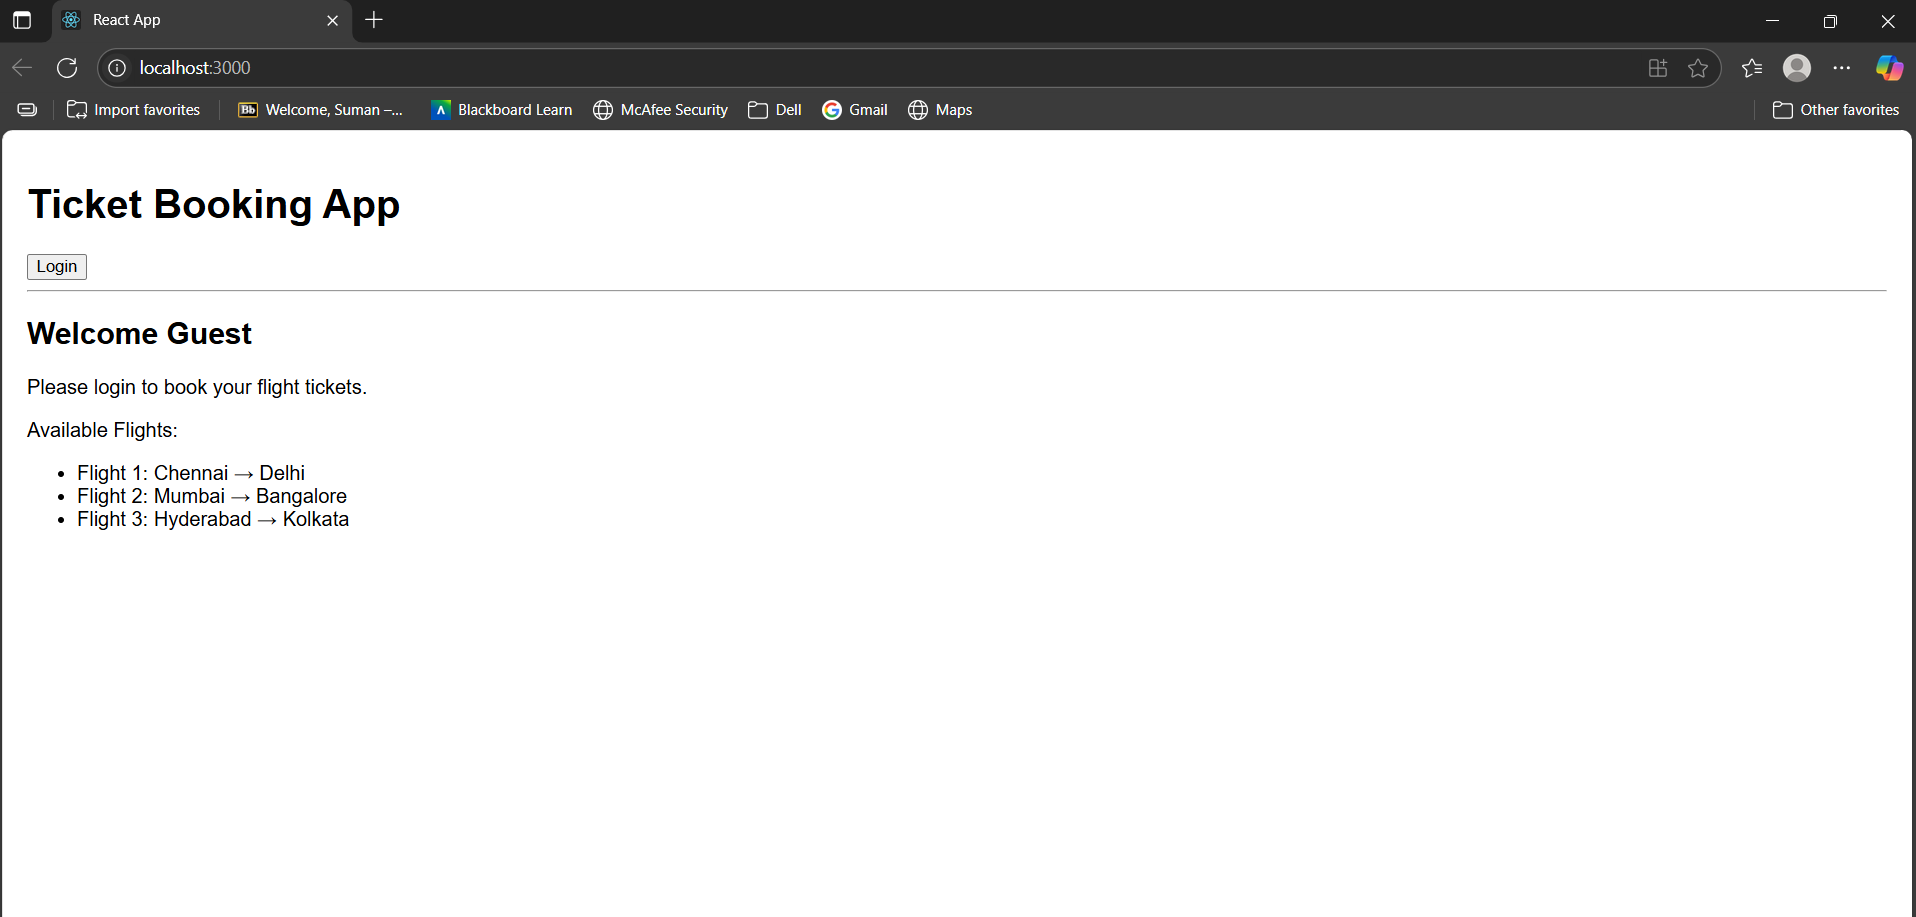 React App
localhost:3000
Import favorites
Bb Welcome, Suman –...
Blackboard Learn
McAfee Security
Dell
Gmail
Maps
Other favorites
Ticket Booking App
Login
Welcome Guest
Please login to book your flight tickets.
Available Flights:
• Flight 1: Chennai → Delhi
• Flight 2: Mumbai → Bangalore
• Flight 3: Hyderabad → Kolkata